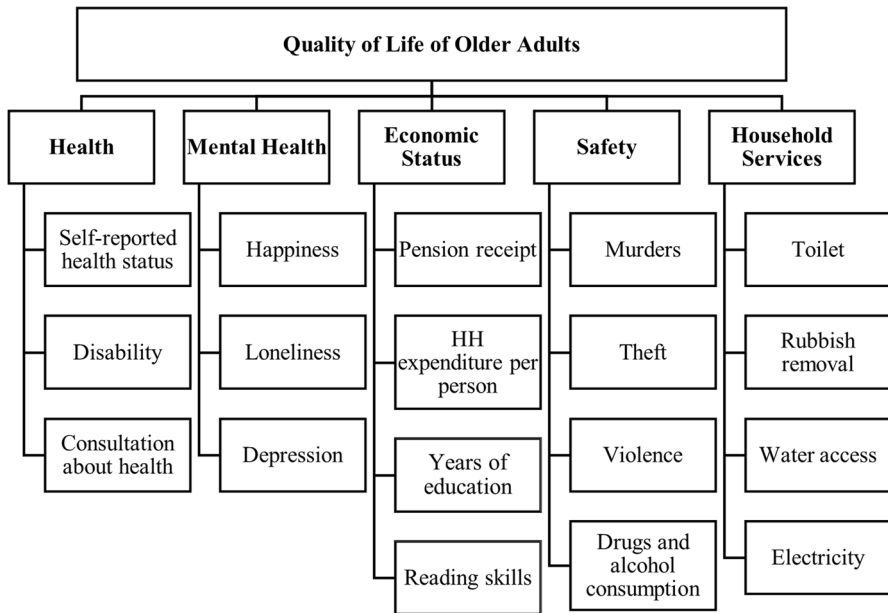 Quality of Life of Older Adults
Health
Mental Health
Economic
Status
Safety
Household
Services
Self-reported
health status
Disability
Consultation
about health
Happiness
Loneliness
Depression
Pension receipt
HH
expenditure per
person
Years of
education
Reading skills
Murders
Theft
Violence
Drugs and
alcohol
consumption
Toilet
Rubbish
removal
Water access
Electricity